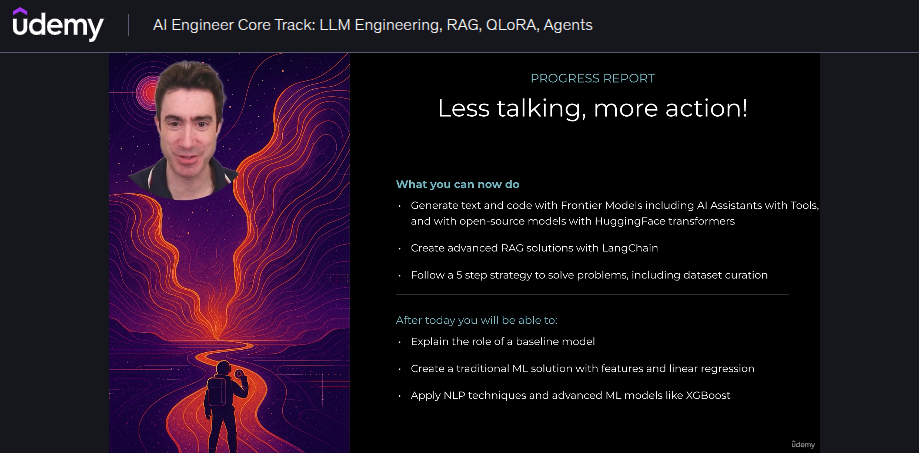 udemy
AI Engineer Core Track: LLM Engineering, RAG, QLoRA, Agents
PROGRESS REPORT
Less talking, more action!
What you can now do
• Generate text and code with Frontier Models including AI Assistants with Tools,
and with open-source models with HuggingFace transformers
• Create advanced RAG solutions with LangChain
• Follow a 5 step strategy to solve problems, including dataset curation
After today you will be able to:
• Explain the role of a baseline model
• Create a traditional ML solution with features and linear regression
• Apply NLP techniques and advanced ML models like XGBoost
udemy